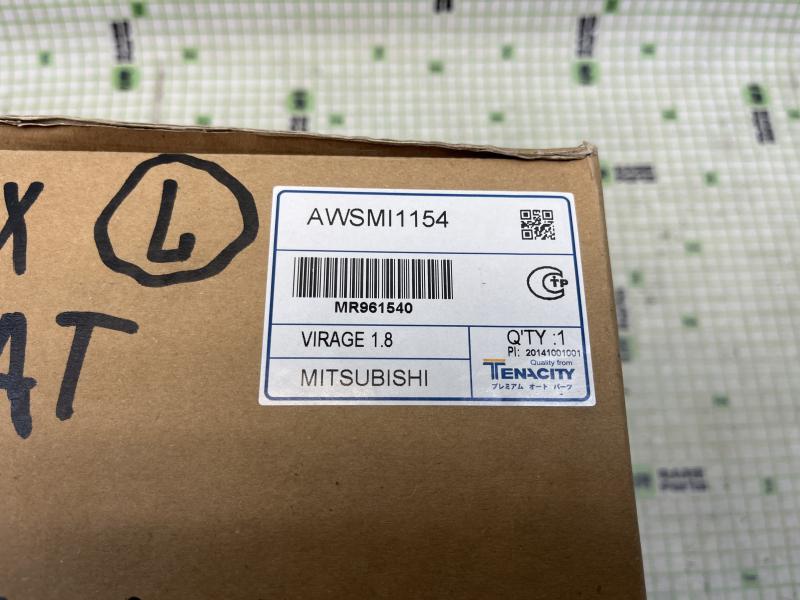 X L
AT
AWSMI1154
MR961540
VIRAGE 1.8
MITSUBISHI
Q'TY :1
PI: 20141001001
Quality from
TENACITY
プレミアム オート パーツ